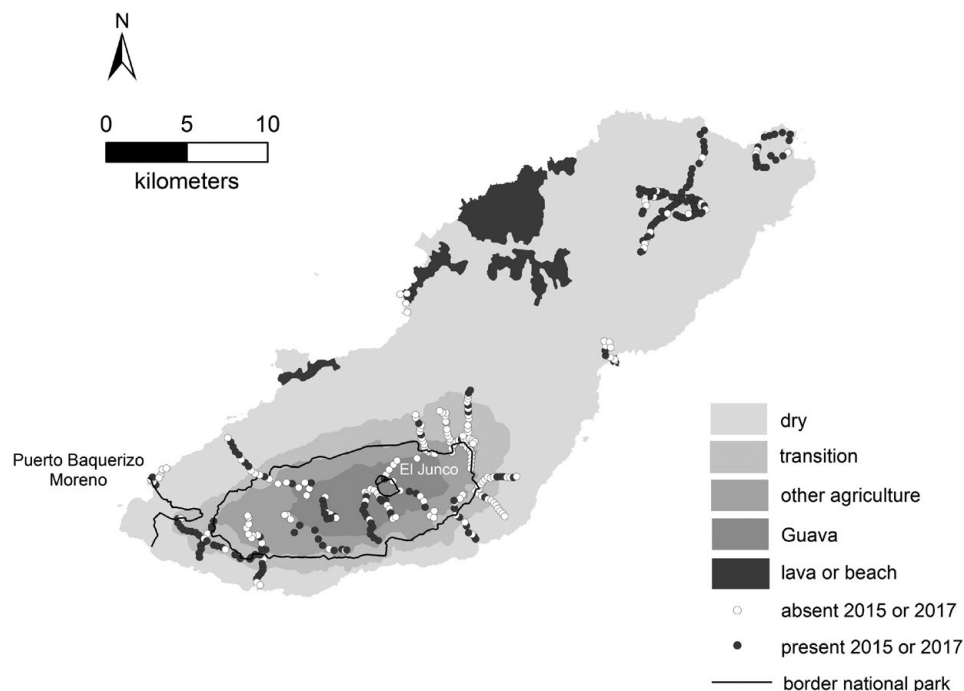 N
0 5 10
kilometers
Puerto Baquerizo
Moreno
El Junco
dry
transition
other agriculture
Guava
lava or beach
absent 2015 or 2017
present 2015 or 2017
border national park